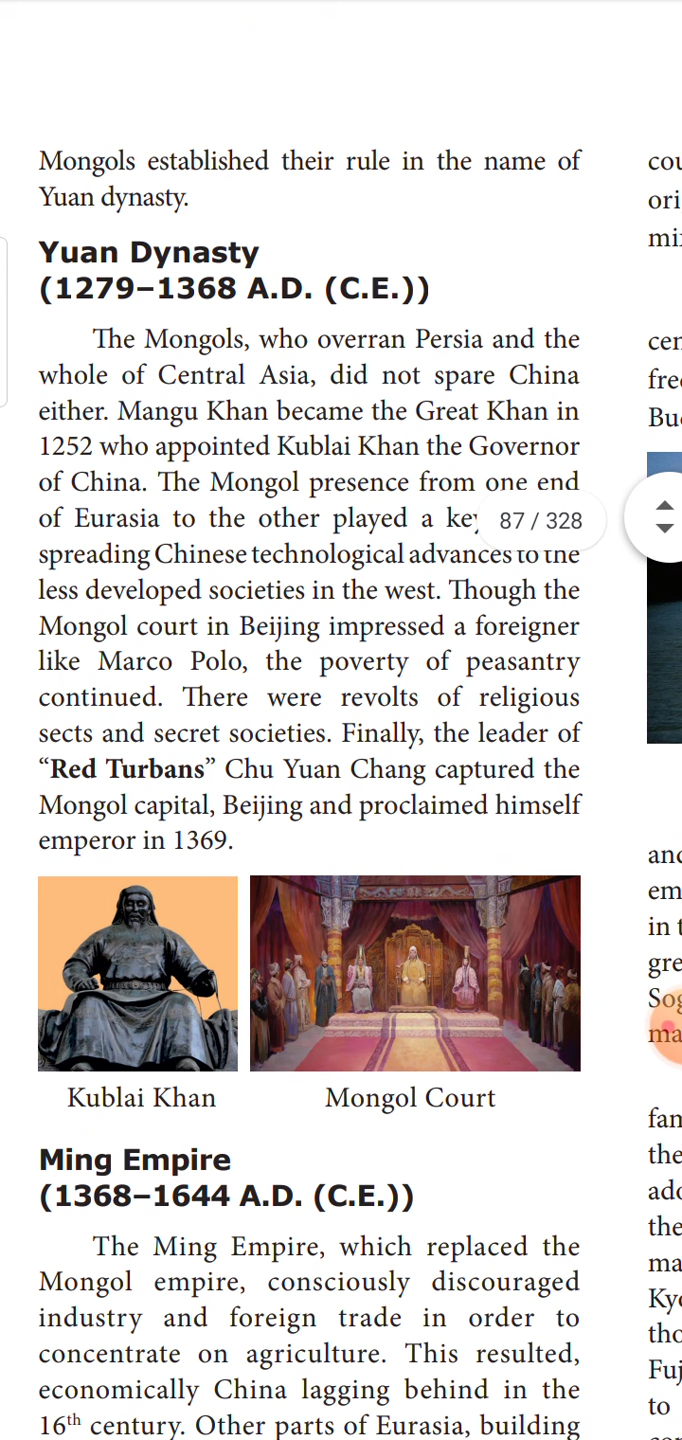 Mongols established their rule in the name of
Yuan dynasty.
Yuan Dynasty
(1279–1368 A.D. (C.E.))
The Mongols, who overran Persia and the
whole of Central Asia, did not spare China
either. Mangu Khan became the Great Khan in
1252 who appointed Kublai Khan the Governor
of China. The Mongol presence from one end
of Eurasia to the other played a
87 / 328
spreading Chinese technological advances to the
less developed societies in the west. Though the
Mongol court in Beijing impressed a foreigner
like Marco Polo, the poverty of peasantry
continued. There were revolts of religious
sects and secret societies. Finally, the leader of
“Red Turbans” Chu Yuan Chang captured the
Mongol capital, Beijing and proclaimed himself
emperor in 1369.
Kublai Khan
Mongol Court
Ming Empire
(1368–1644 A.D. (C.E.))
The Ming Empire, which replaced the
Mongol empire, consciously discouraged
industry and foreign trade in order to
concentrate on agriculture. This resulted,
economically China lagging behind in the
16th century. Other parts of Eurasia, building
and
in
the
the
the
to